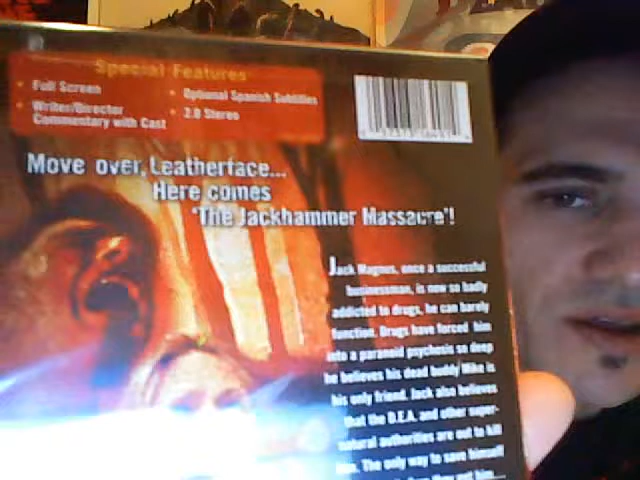 Special Features
• Full Screen
• Writer/Director
Commentary with Cast
• Optional Spanish Subtitles
• 2.0 Stereo
Move over, Leatherface...
Here comes
'The Jackhammer Massacre'!
Jack Magnus, once a successful
businessman, is now so badly
addicted to drugs, he can barely
function. Drugs have forced him
into a paranoid psychosis so deep
he believes his dead buddy Mike is
his only friend. Jack also believes
that the D.E.A. and other super-
natural authorities are out to kill
him. The only way to save himself